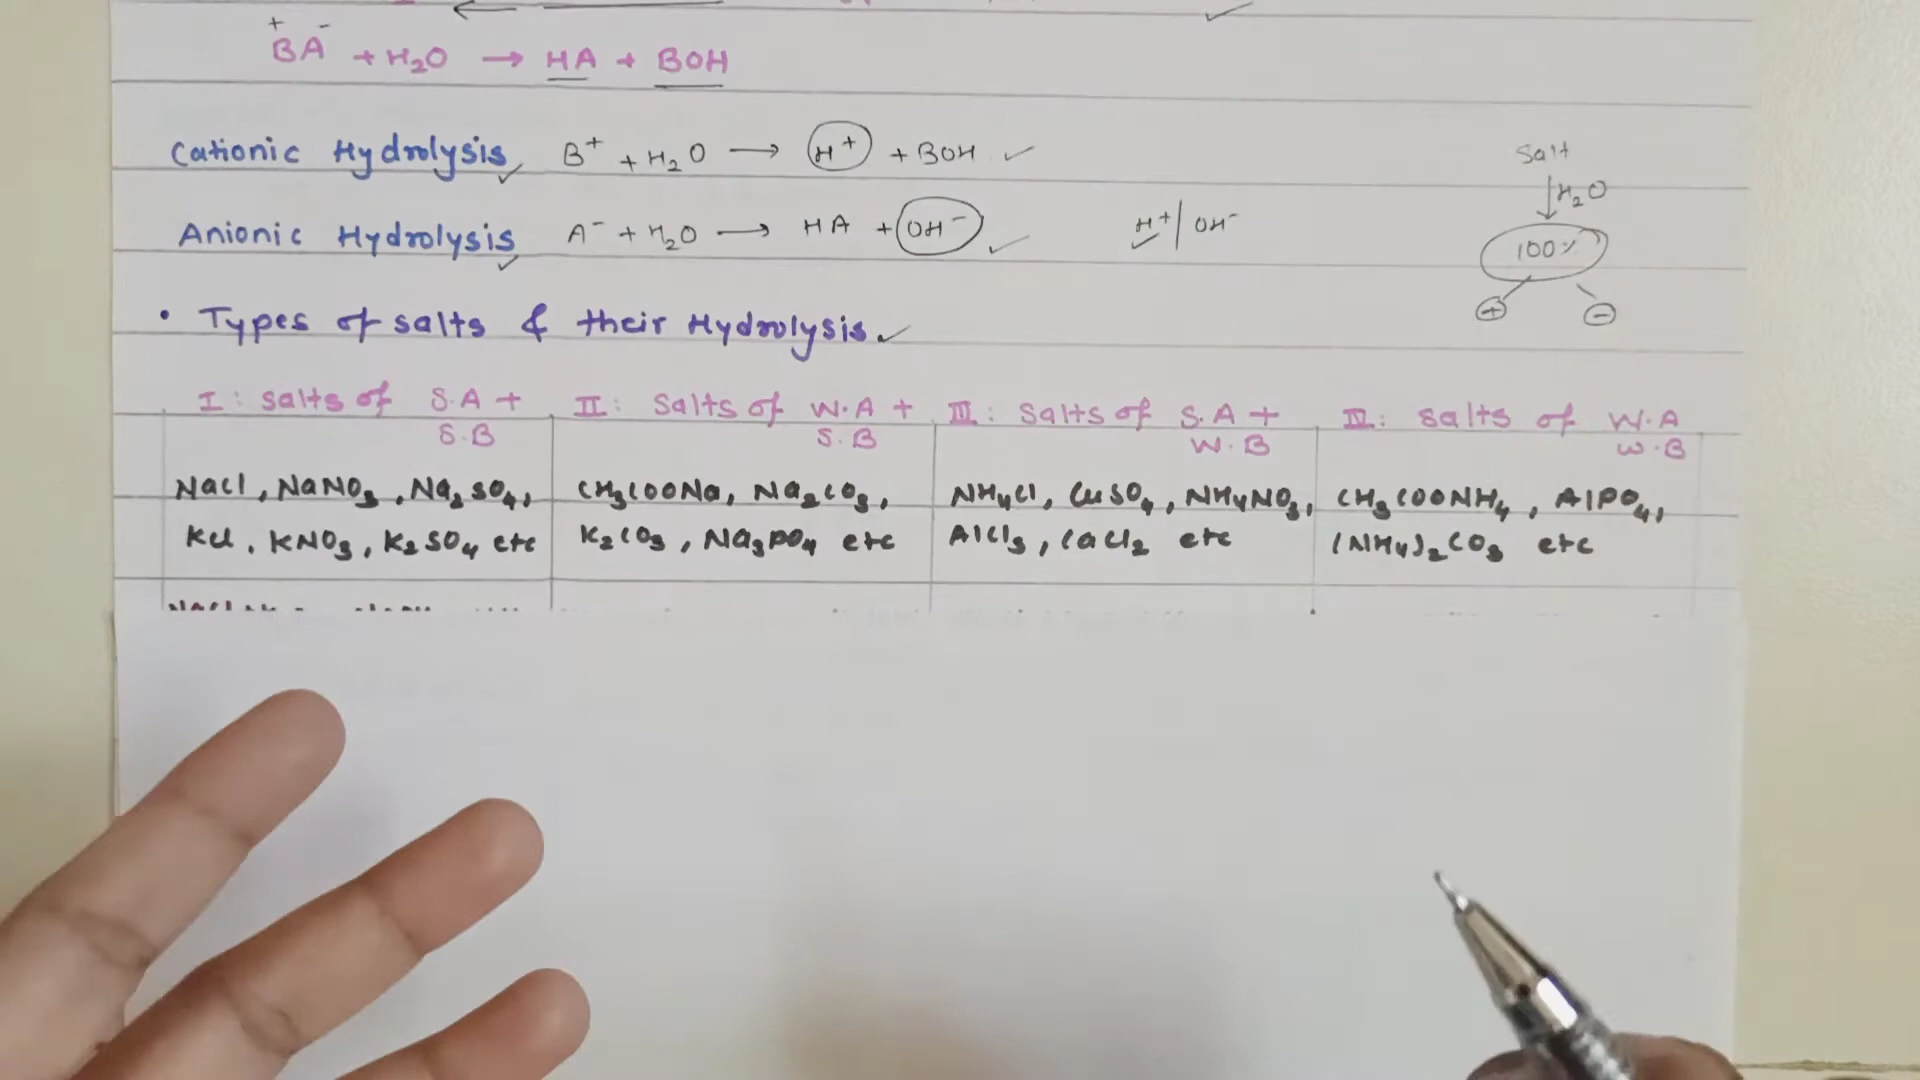 B⁺A⁻ + H₂O → HA + BOH
Cationic Hydrolysis B⁺ + H₂O → H⁺ + BOH
Anionic Hydrolysis A⁻ + H₂O → HA + OH⁻
H⁺ | OH⁻
Salt
↓ H₂O
100%
+ −
• Types of salts & their Hydrolysis
I: Salts of S.A +
S.B
II: Salts of W.A +
S.B
III: Salts of S.A +
W.B
IV: Salts of W.A
W.B
NaCl, NaNO₃, Na₂SO₄,
KCl, KNO₃, K₂SO₄ etc
CH₃COONa, Na₂CO₃,
K₂CO₃, Na₃PO₄ etc
NH₄Cl, CuSO₄, NH₄NO₃,
AlCl₃, CaCl₂ etc
CH₃COONH₄, AlPO₄,
(NH₄)₂CO₃ etc